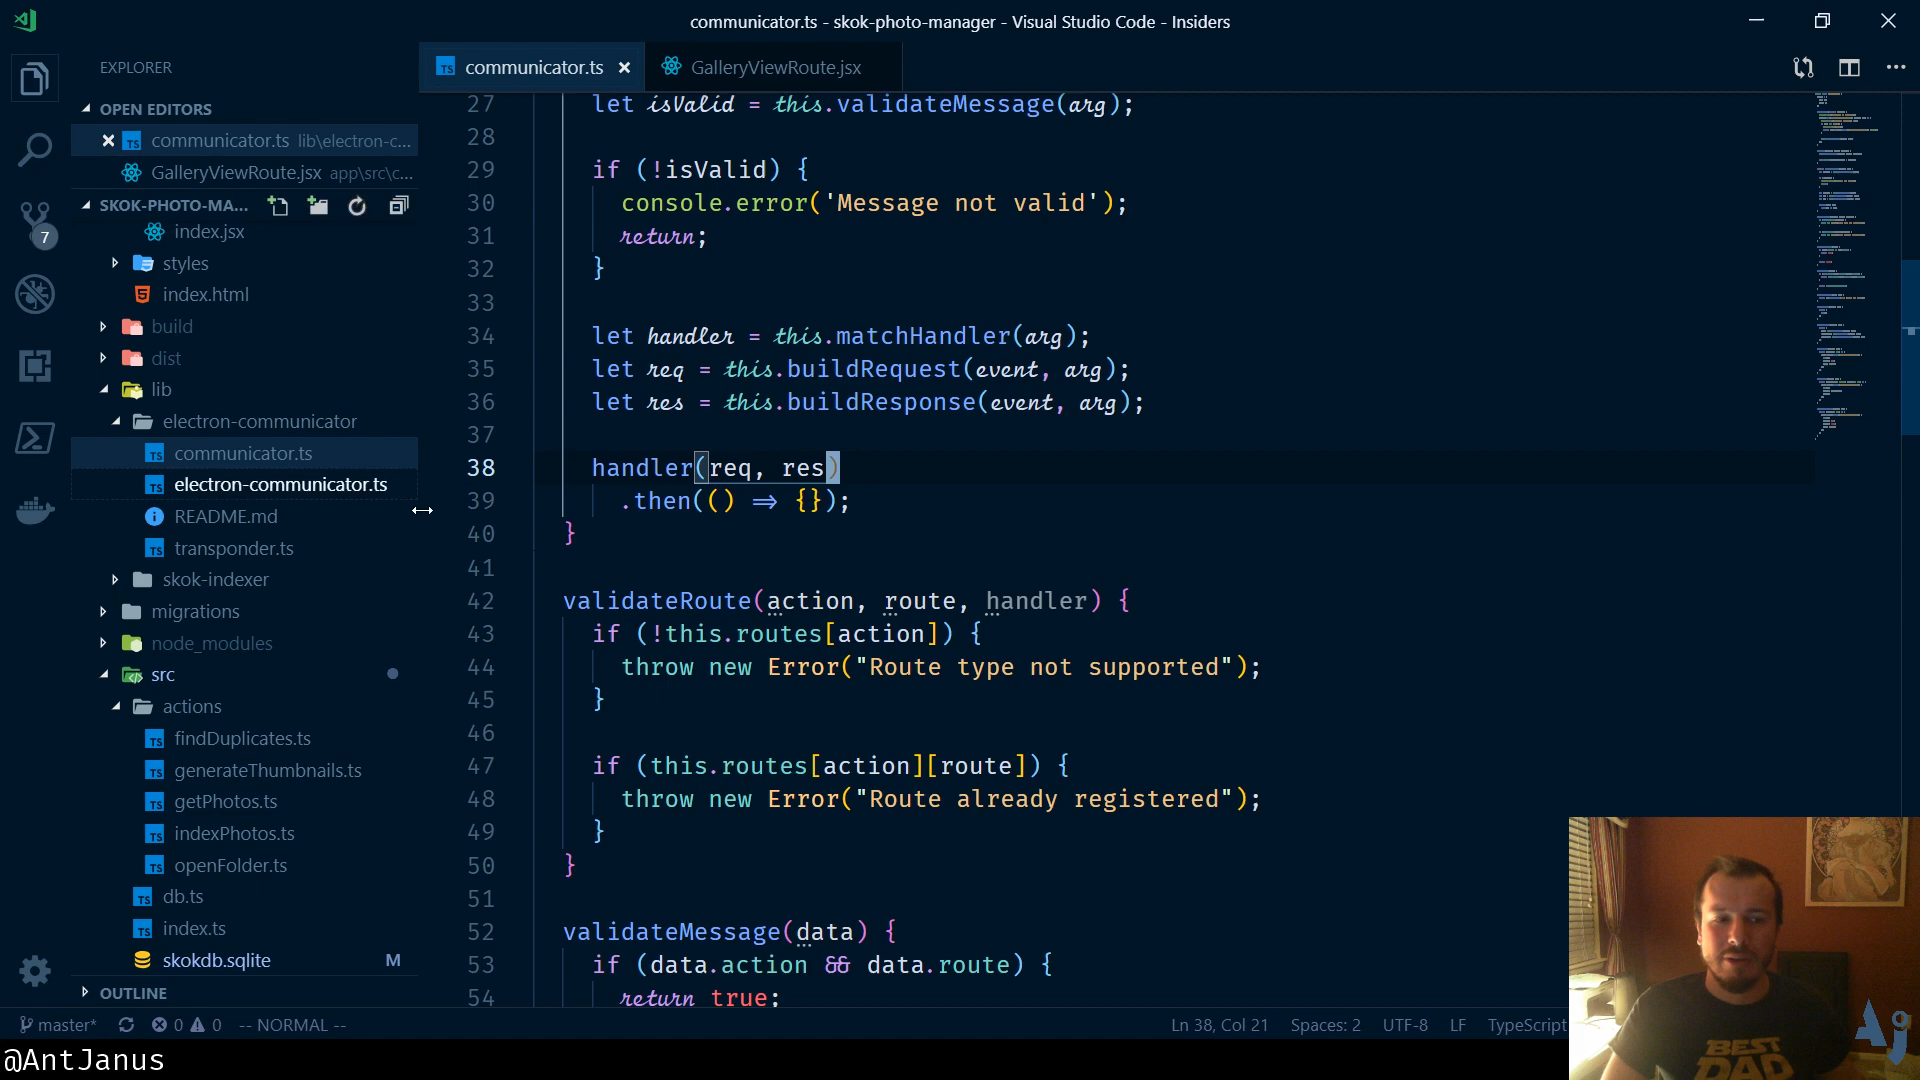 communicator.ts - skok-photo-manager - Visual Studio Code - Insiders
EXPLORER
OPEN EDITORS
communicator.ts lib\electron-c...
GalleryViewRoute.jsx app\src\c...
SKOK-PHOTO-MA...
index.jsx
styles
index.html
build
dist
lib
electron-communicator
communicator.ts
electron-communicator.ts
README.md
transponder.ts
skok-indexer
migrations
node_modules
src
actions
findDuplicates.ts
generateThumbnails.ts
getPhotos.ts
indexPhotos.ts
openFolder.ts
db.ts
index.ts
skokdb.sqlite M
OUTLINE
7
communicator.ts
GalleryViewRoute.jsx
27 let isValid = this.validateMessage(arg);
28
29 if (!isValid) {
30 console.error('Message not valid');
31 return;
32 }
33
34 let handler = this.matchHandler(arg);
35 let req = this.buildRequest(event, arg);
36 let res = this.buildResponse(event, arg);
37
38 handler(req, res)
39 .then(() => {});
40 }
41
42 validateRoute(action, route, handler) {
43 if (!this.routes[action]) {
44 throw new Error("Route type not supported");
45 }
46
47 if (this.routes[action][route]) {
48 throw new Error("Route already registered");
49 }
50 }
51
52 validateMessage(data) {
53 if (data.action && data.route) {
54 return true;
master* 0 0 -- NORMAL --
Ln 38, Col 21 Spaces: 2 UTF-8 LF TypeScript
@AntJanus
BEST
DAD